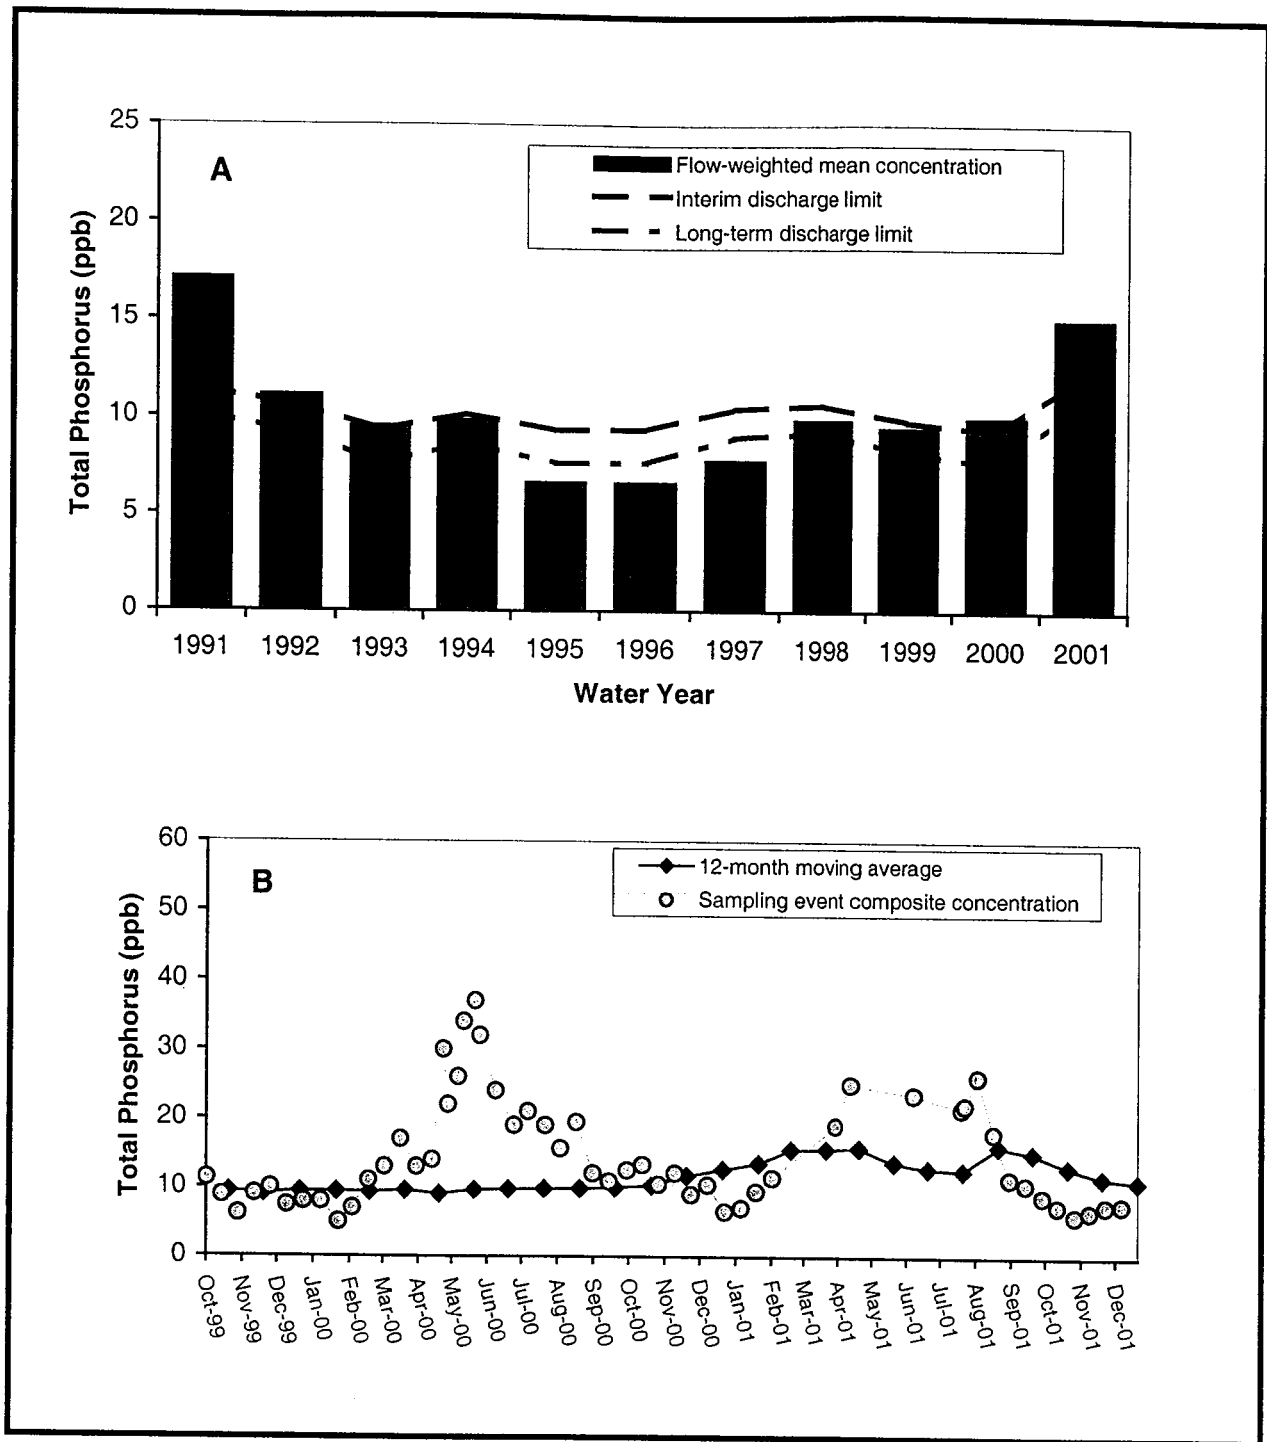 25
20
15
10
5
0
Total Phosphorus (ppb)
A
Flow-weighted mean concentration
Interim discharge limit
Long-term discharge limit
1991 1992 1993 1994 1995 1996 1997 1998 1999 2000 2001
Water Year
60
50
40
30
20
10
0
Total Phosphorus (ppb)
B
12-month moving average
Sampling event composite concentration
Oct-99 Nov-99 Dec-99 Jan-00 Feb-00 Mar-00 Apr-00 May-00 Jun-00 Jul-00 Aug-00 Sep-00 Oct-00 Nov-00 Dec-00 Jan-01 Feb-01 Mar-01 Apr-01 May-01 Jun-01 Jul-01 Aug-01 Sep-01 Oct-01 Nov-01 Dec-01